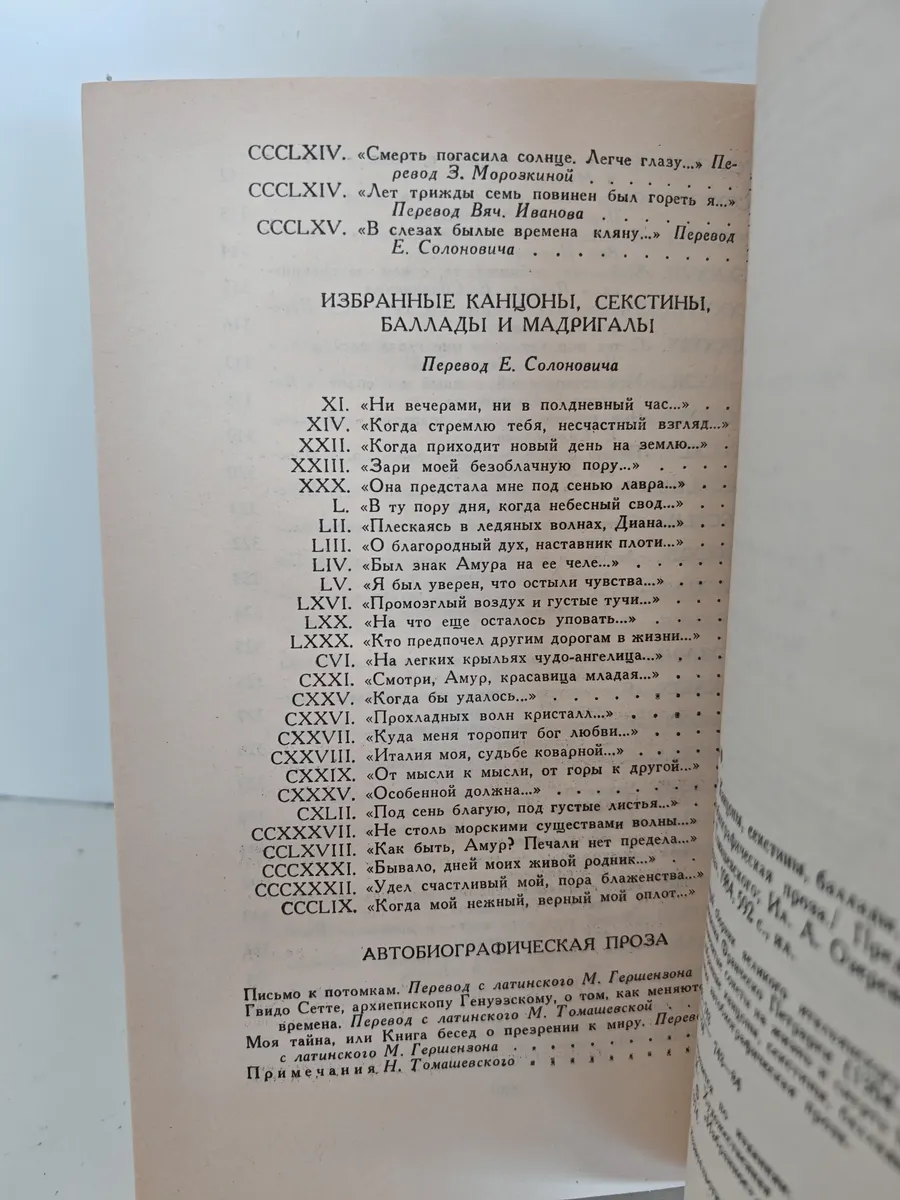 CCCLXIV. «Смерть погасила солнце. Легче глазу...» Пе-
ревод З. Морозкиной . . . . . . . .
CCCLXIV. «Лет трижды семь повинен был гореть я...»
Перевод Вяч. Иванова . . . . . . .
CCCLXV. «В слезах былые времена кляну...» Перевод
Е. Солоновича . . . . . . . . . .
ИЗБРАННЫЕ КАНЦОНЫ, СЕКСТИНЫ,
БАЛЛАДЫ И МАДРИГАЛЫ
Перевод Е. Солоновича
XI. «Ни вечерами, ни в полдневный час...» . .
XIV. «Когда стремлю тебя, несчастный взгляд...»
XXII. «Когда приходит новый день на землю...» .
XXIII. «Зари моей безоблачную пору...» . . . .
XXX. «Она предстала мне под сенью лавра...» . .
L. «В ту пору дня, когда небесный свод...» . .
LII. «Плескаясь в ледяных волнах, Диана...» . .
LIII. «О благородный дух, наставник плоти...» . .
LIV. «Был знак Амура на ее челе...» . . . . .
LV. «Я был уверен, что остыли чувства...» . . .
LXVI. «Промозглый воздух и густые тучи...» . . .
LXX. «На что еще осталось уповать...» . . . .
LXXX. «Кто предпочел другим дорогам в жизни...» .
CVI. «На легких крыльях чудо-ангелица...» . . .
CXXI. «Смотри, Амур, красавица младая...» . . .
CXXV. «Когда бы удалось...» . . . . . . . .
CXXVI. «Прохладных волн кристалл...» . . . . .
CXXVII. «Куда меня торопит бог любви...» . . . .
CXXVIII. «Италия моя, судьбе коварной...» . . . .
CXXIX. «От мысли к мысли, от горы к другой...» .
CXXXV. «Особенной должна...» . . . . . . . .
CXLII. «Под сень благую, под густые листья...» .
CCXXXVII. «Не столь морскими существами волны...»
CCLXVIII. «Как быть, Амур? Печали нет предела...»
CCCXXXI. «Бывало, дней моих живой родник...» . .
CCCXXXII. «Удел счастливый мой, пора блаженства...»
CCCLIX. «Когда мой нежный, верный мой оплот...»
АВТОБИОГРАФИЧЕСКАЯ ПРОЗА
Письмо к потомкам. Перевод с латинского М. Гершензона
Гвидо Сетте, архиепископу Генуэзскому, о том, как меняютс
времена. Перевод с латинского М. Томашевской . .
Моя тайна, или Книга бесед о презрении к миру. Перево
с латинского М. Гершензона . . . . . . . .
Примечания Н. Томашевского . . . . . . . .
секстины, баллады
проза./
Ил. А. Озерев
592 с., ил.